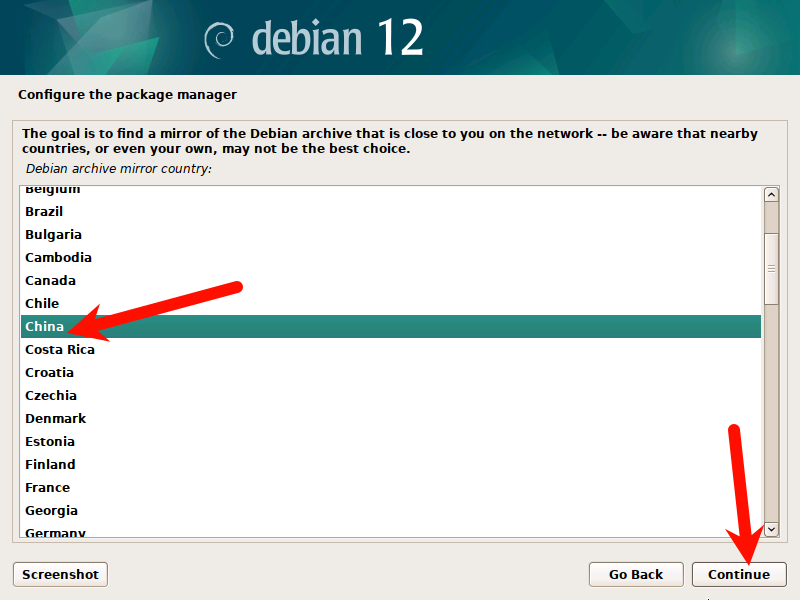 debian 12
Configure the package manager
The goal is to find a mirror of the Debian archive that is close to you on the network -- be aware that nearby
countries, or even your own, may not be the best choice.
Debian archive mirror country:
Belgium
Brazil
Bulgaria
Cambodia
Canada
Chile
China
Costa Rica
Croatia
Czechia
Denmark
Estonia
Finland
France
Georgia
Germany
Screenshot
Go Back
Continue